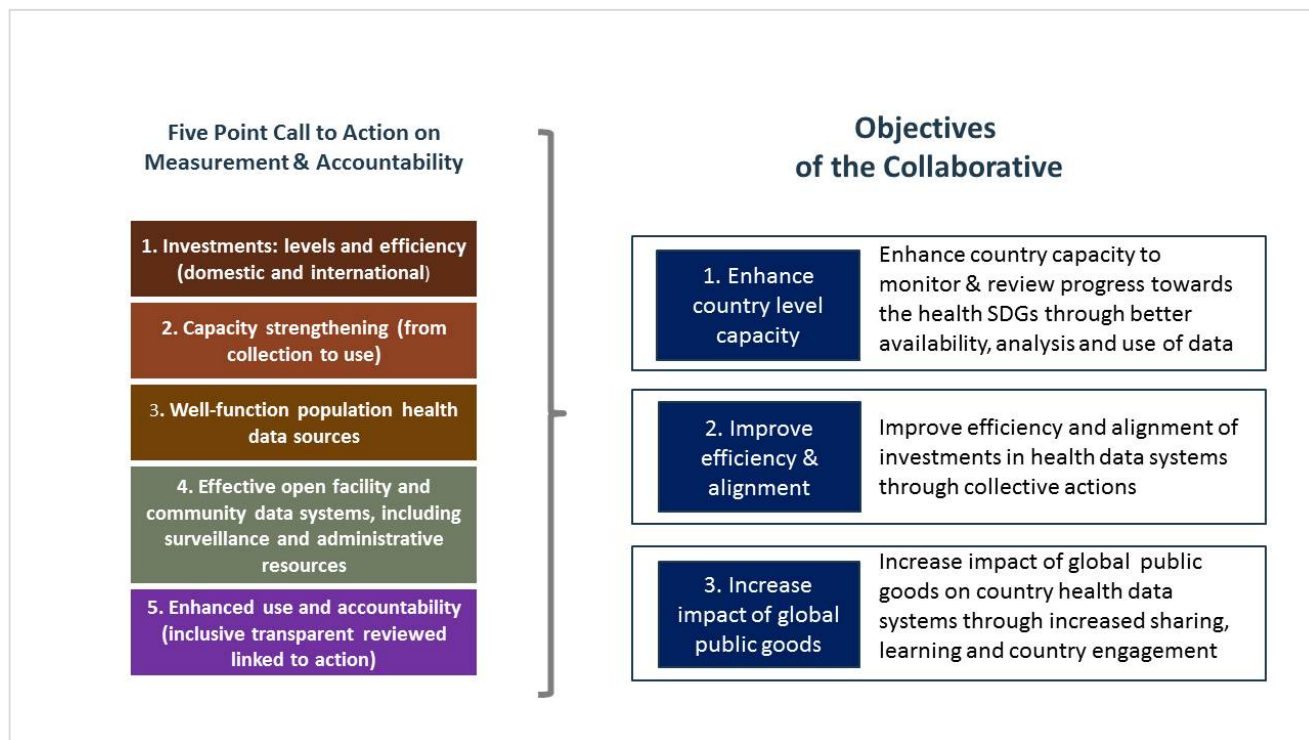 Five Point Call to Action on
Measurement & Accountability
1. Investments: levels and efficiency
(domestic and international)
2. Capacity strengthening (from
collection to use)
3. Well-function population health
data sources
4. Effective open facility and
community data systems, including
surveillance and administrative
resources
5. Enhanced use and accountability
(inclusive transparent reviewed
linked to action)
Objectives
of the Collaborative
1. Enhance
country level
capacity
Enhance country capacity to
monitor & review progress towards
the health SDGs through better
availability, analysis and use of data
2. Improve
efficiency &
alignment
Improve efficiency and alignment of
investments in health data systems
through collective actions
3. Increase
impact of global
public goods
Increase impact of global public
goods on country health data
systems through increased sharing,
learning and country engagement